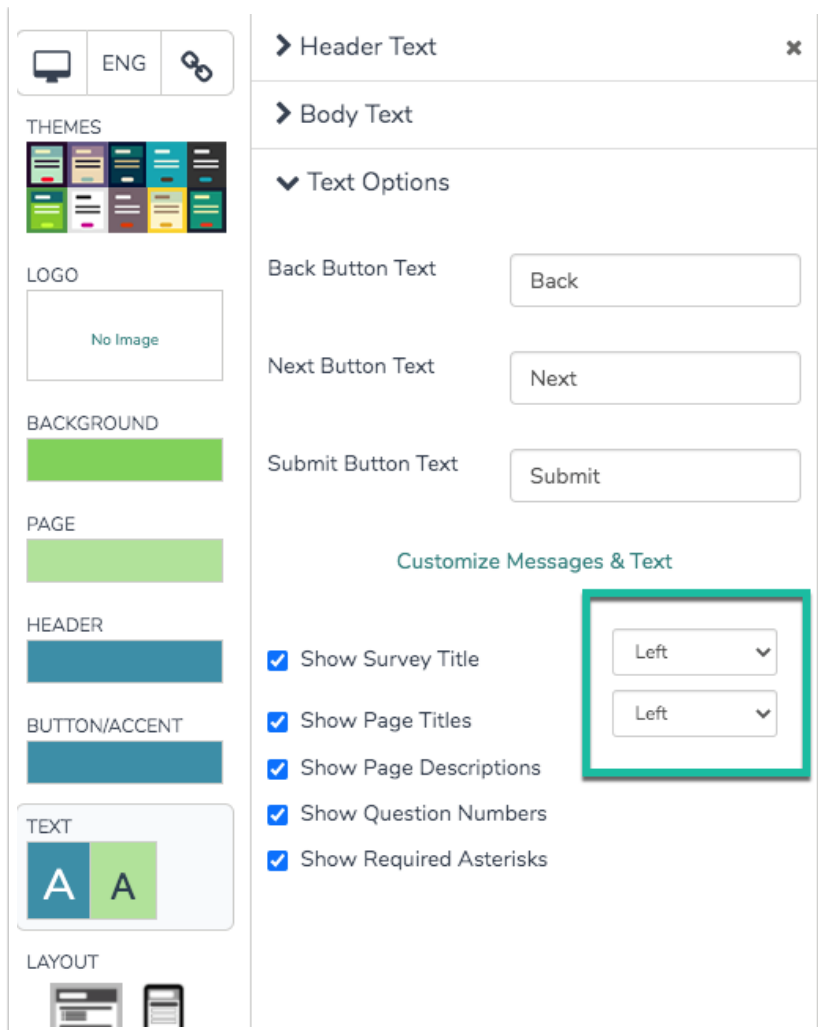 ENG
THEMES
LOGO
No Image
BACKGROUND
PAGE
HEADER
BUTTON/ACCENT
TEXT
A A
LAYOUT
Header Text
Body Text
Text Options
Back Button Text
Back
Next Button Text
Next
Submit Button Text
Submit
Customize Messages & Text
Show Survey Title
Left
Show Page Titles
Left
Show Page Descriptions
Show Question Numbers
Show Required Asterisks